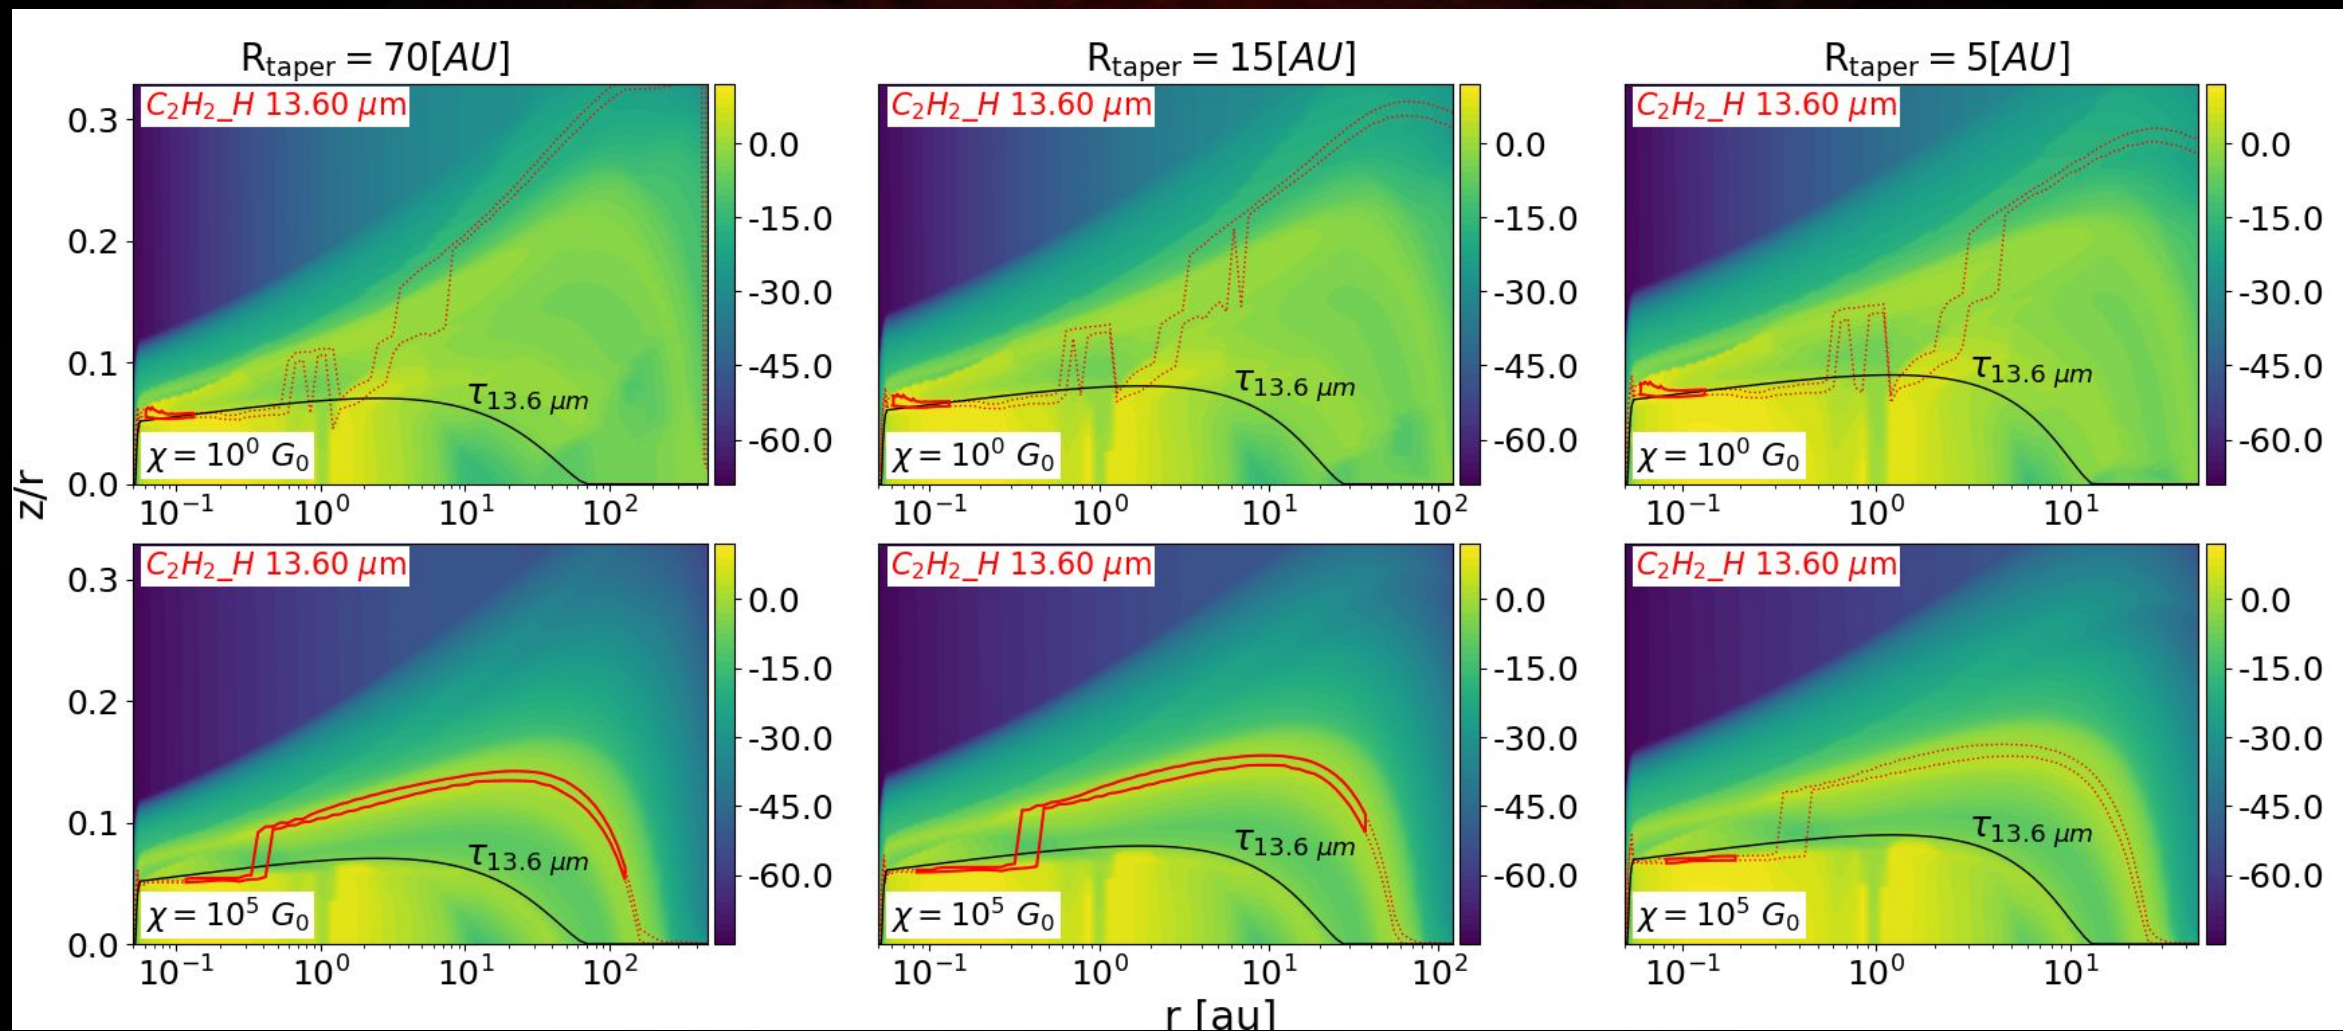 R_taper = 70[AU]
R_taper = 15[AU]
R_taper = 5[AU]
C₂H₂_H 13.60 μm
τ₁₃.₆ μm
χ = 10⁰ G₀
0.3
0.2
0.1
0.0
10⁻¹ 10⁰ 10¹ 10²
0.0
-15.0
-30.0
-45.0
-60.0
C₂H₂_H 13.60 μm
τ₁₃.₆ μm
χ = 10⁰ G₀
10⁻¹ 10⁰ 10¹ 10²
0.0
-15.0
-30.0
-45.0
-60.0
C₂H₂_H 13.60 μm
τ₁₃.₆ μm
χ = 10⁰ G₀
10⁻¹ 10⁰ 10¹
0.0
-15.0
-30.0
-45.0
-60.0
z/r
C₂H₂_H 13.60 μm
τ₁₃.₆ μm
χ = 10⁵ G₀
0.3
0.2
0.1
0.0
10⁻¹ 10⁰ 10¹ 10²
0.0
-15.0
-30.0
-45.0
-60.0
C₂H₂_H 13.60 μm
τ₁₃.₆ μm
χ = 10⁵ G₀
10⁻¹ 10⁰ 10¹ 10²
0.0
-15.0
-30.0
-45.0
-60.0
C₂H₂_H 13.60 μm
τ₁₃.₆ μm
χ = 10⁵ G₀
10⁻¹ 10⁰ 10¹
0.0
-15.0
-30.0
-45.0
-60.0
r [au]